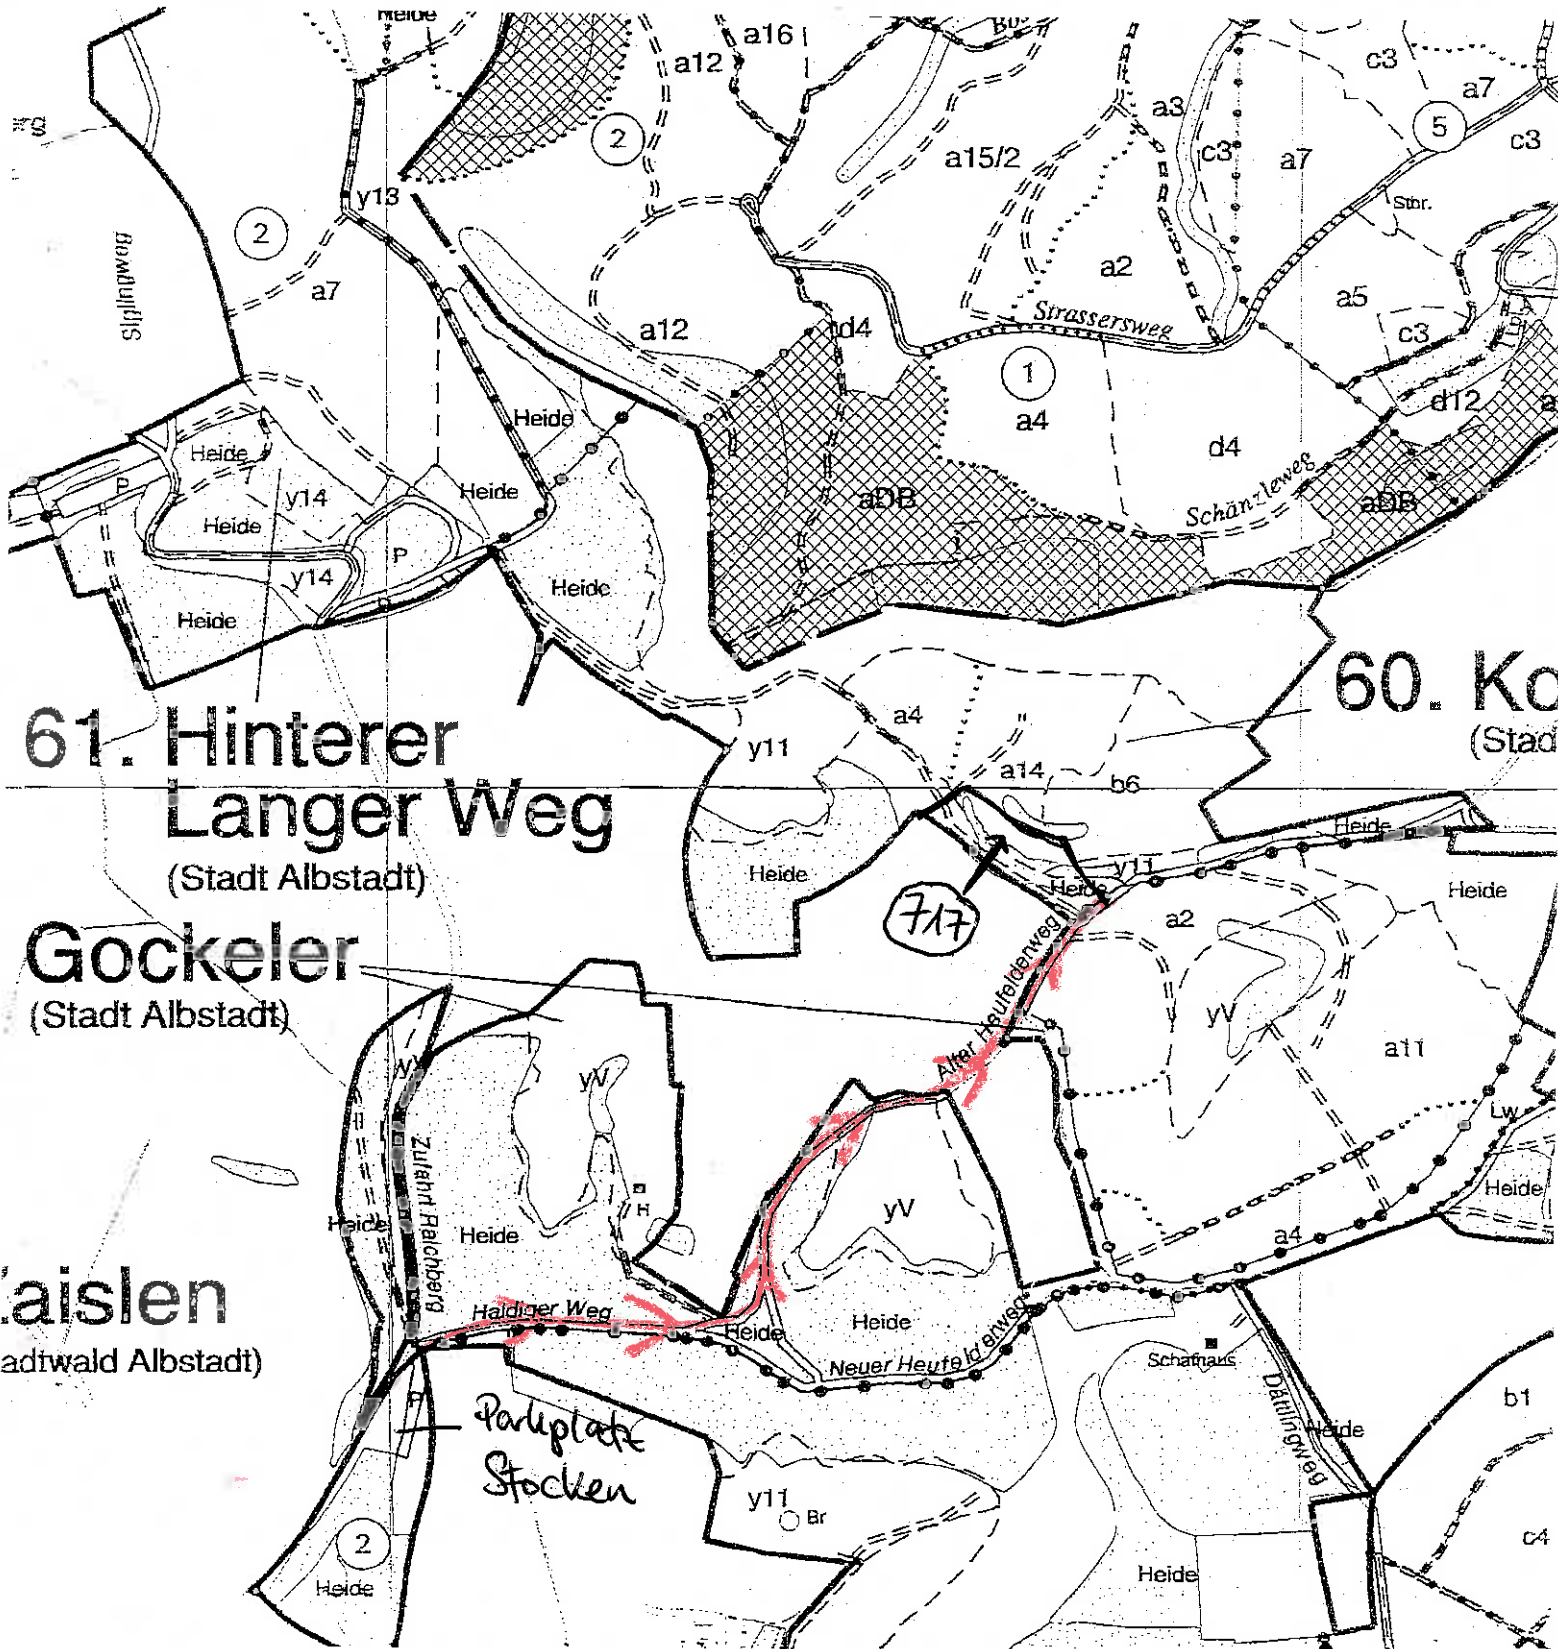 Heide
a16
a12
Stplingweg
2
y13
2
a7
a12
d4
a15/2
a3
c3
a7
c3
a7
5
c3
Stbr.
a2
a5
c3
Strassersweg
1
a4
d4
d12
Schänzleweg
aDB
aDB
Heide
Heide
P
y14
Heide
Heide
P
y14
Heide
P
Heide
61. Hinterer
Langer Weg
(Stadt Albstadt)
60. Ko
(Stad
a4
y11
a14
b6
Heide
Heide
y11
Heide
Heide
717
a2
Gockeler
(Stadt Albstadt)
Alter Heufelderweg
yV
a11
yV
Lw
Zufahrt Raichberg
Heide
Heide
H
yV
Heide
a4
aislen
adtwald Albstadt)
Haldiger Weg
Heide
Heide
Neuer Heufelderweg
Schafhaus
Dättlingweg
Heide
b1
P
Parkplatz
Stocken
y11
Br
2
Heide
Heide
c4